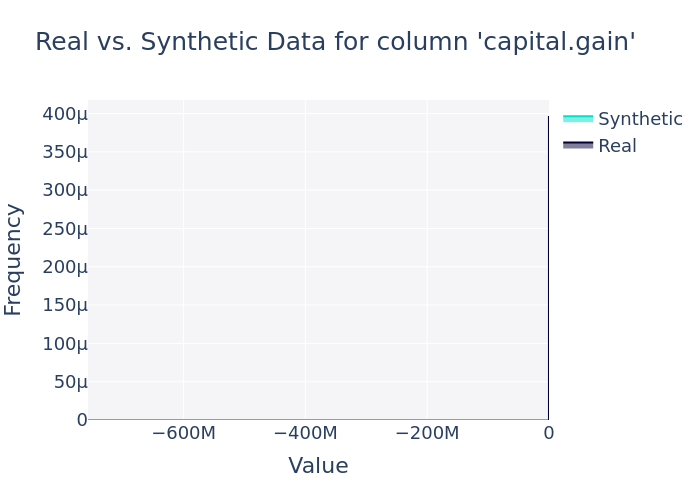 Real vs. Synthetic Data for column 'capital.gain'
Synthetic
Real
Frequency
400μ
350μ
300μ
250μ
200μ
150μ
100μ
50μ
0
−600M
−400M
−200M
0
Value